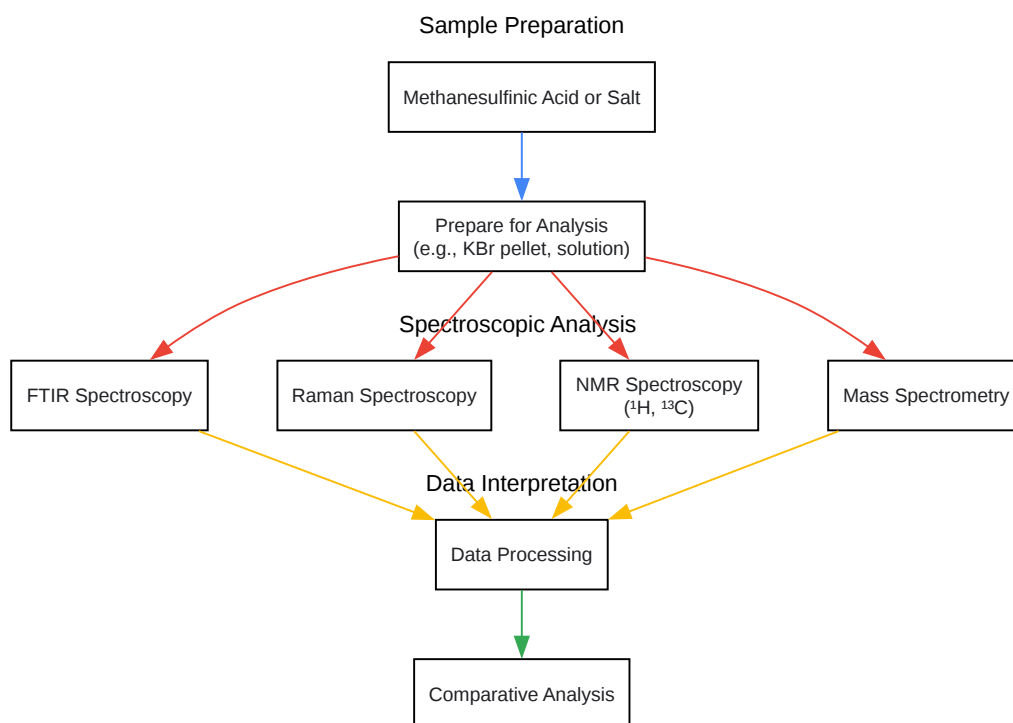 Sample Preparation
Methanesulfinic Acid or Salt
Prepare for Analysis
(e.g., KBr pellet, solution)
Spectroscopic Analysis
FTIR Spectroscopy
Raman Spectroscopy
NMR Spectroscopy
(¹H, ¹³C)
Mass Spectrometry
Data Interpretation
Data Processing
Comparative Analysis